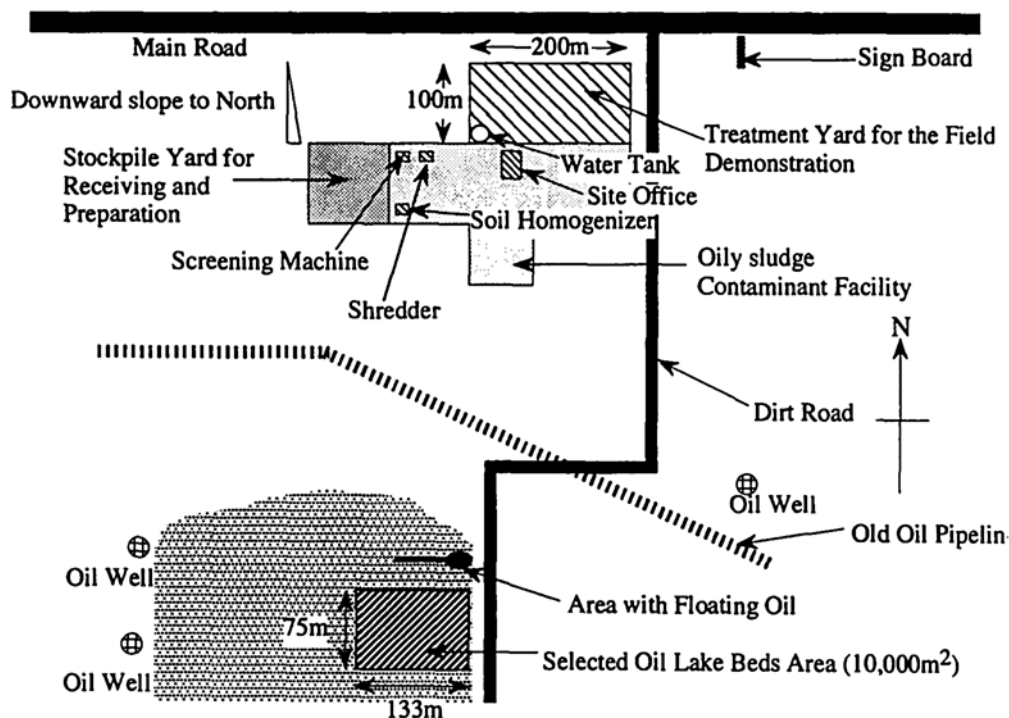 Main Road
200m
Sign Board
Downward slope to North
100m
Treatment Yard for the Field
Demonstration
Stockpile Yard for
Receiving and
Preparation
Water Tank
Site Office
Soil Homogenizer
Screening Machine
Shredder
Oily sludge
Contaminant Facility
N
Dirt Road
Oil Well
Old Oil Pipelin
Oil Well
Area with Floating Oil
75m
Selected Oil Lake Beds Area (10,000m²)
Oil Well
133m